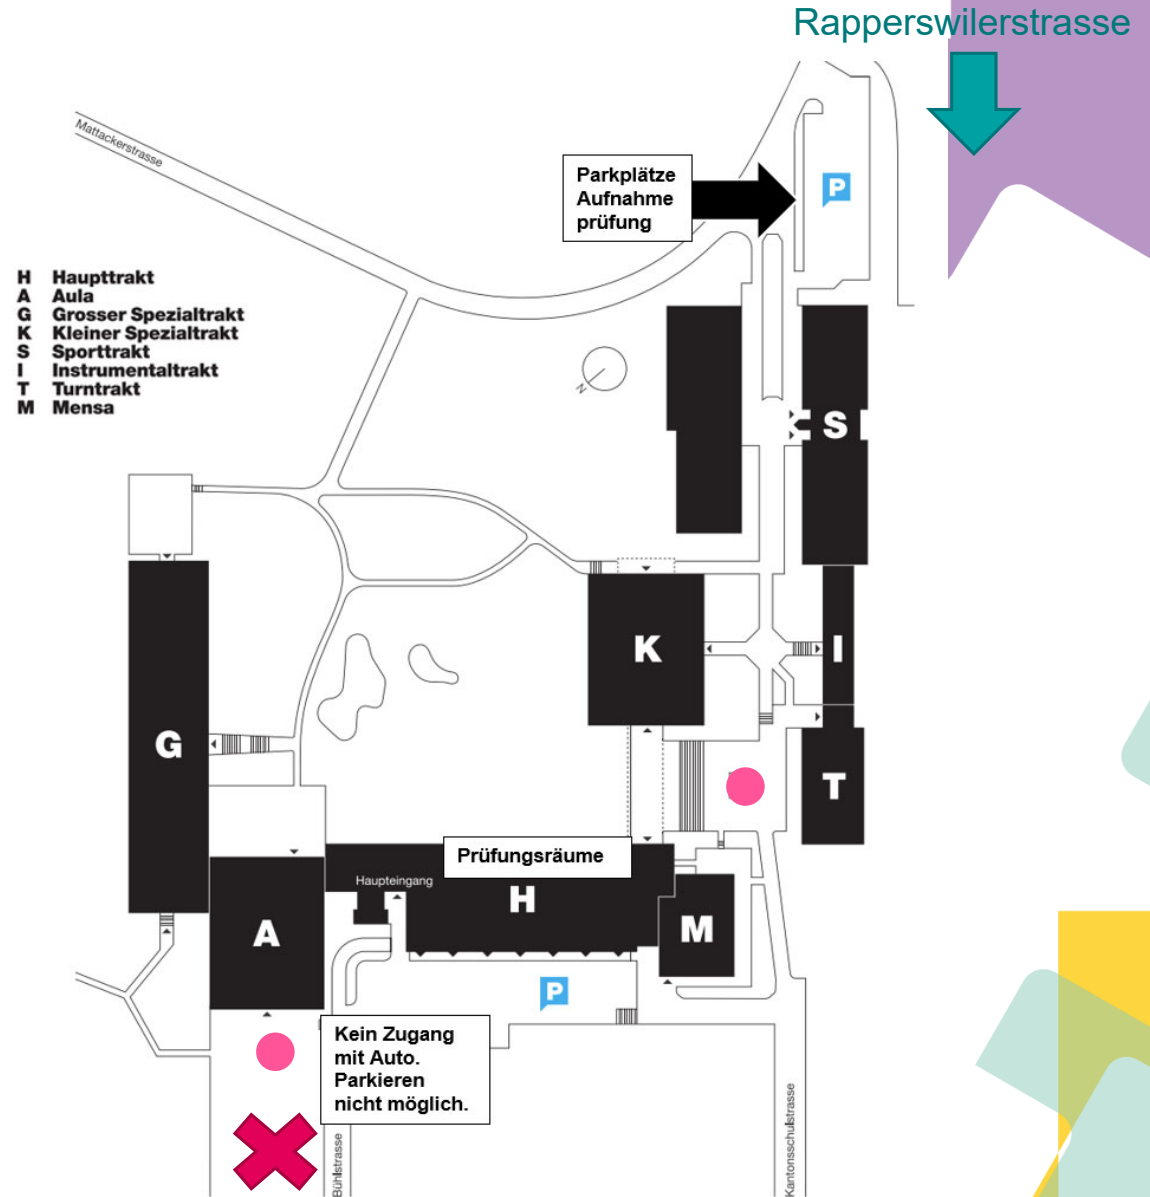 Rapperswilerstrasse
Mattackerstrasse
Parkplätze
Aufnahme
prüfung
P
H Haupttrakt
A Aula
G Grosser Spezialtrakt
K Kleiner Spezialtrakt
S Sporttrakt
I Instrumentaltrakt
T Turntrakt
M Mensa
N
S
K
I
G
T
Prüfungsräume
Haupteingang
H
A
M
P
Kein Zugang
mit Auto.
Parkieren
nicht möglich.
Bühlstrasse
Kantonsschulstrasse